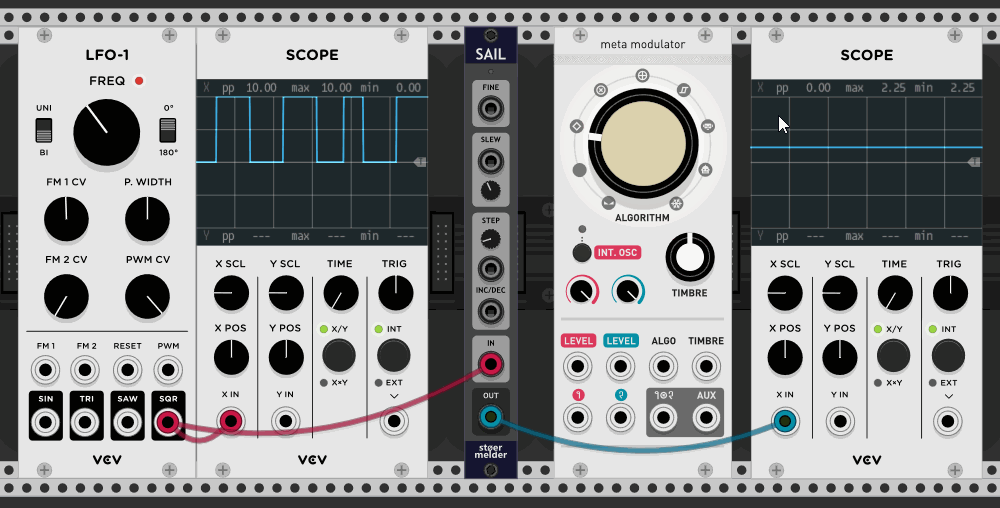 LFO-1
FREQ
UNI
0°
BI
180°
FM 1 CV
P. WIDTH
FM 2 CV
PWM CV
FM 1
FM 2
RESET
PWM
SIN
TRI
SAW
SQR
VCV
SCOPE
X pp 10.00 max 10.00 min 0.00
1
Y pp --- max --- min ---
X SCL
Y SCL
TIME
TRIG
X POS
Y POS
X/Y
INT
X×Y
EXT
X IN
Y IN
VCV
SAIL
FINE
SLEW
STEP
INC/DEC
IN
OUT
støer
melder
meta modulator
ALGORITHM
INT. OSC
TIMBRE
LEVEL
LEVEL
ALGO
TIMBRE
AUX
SCOPE
X pp 0.00 max 2.25 min 2.25
1
Y pp --- max --- min ---
X SCL
Y SCL
TIME
TRIG
X POS
Y POS
X/Y
INT
X×Y
EXT
X IN
Y IN
VCV